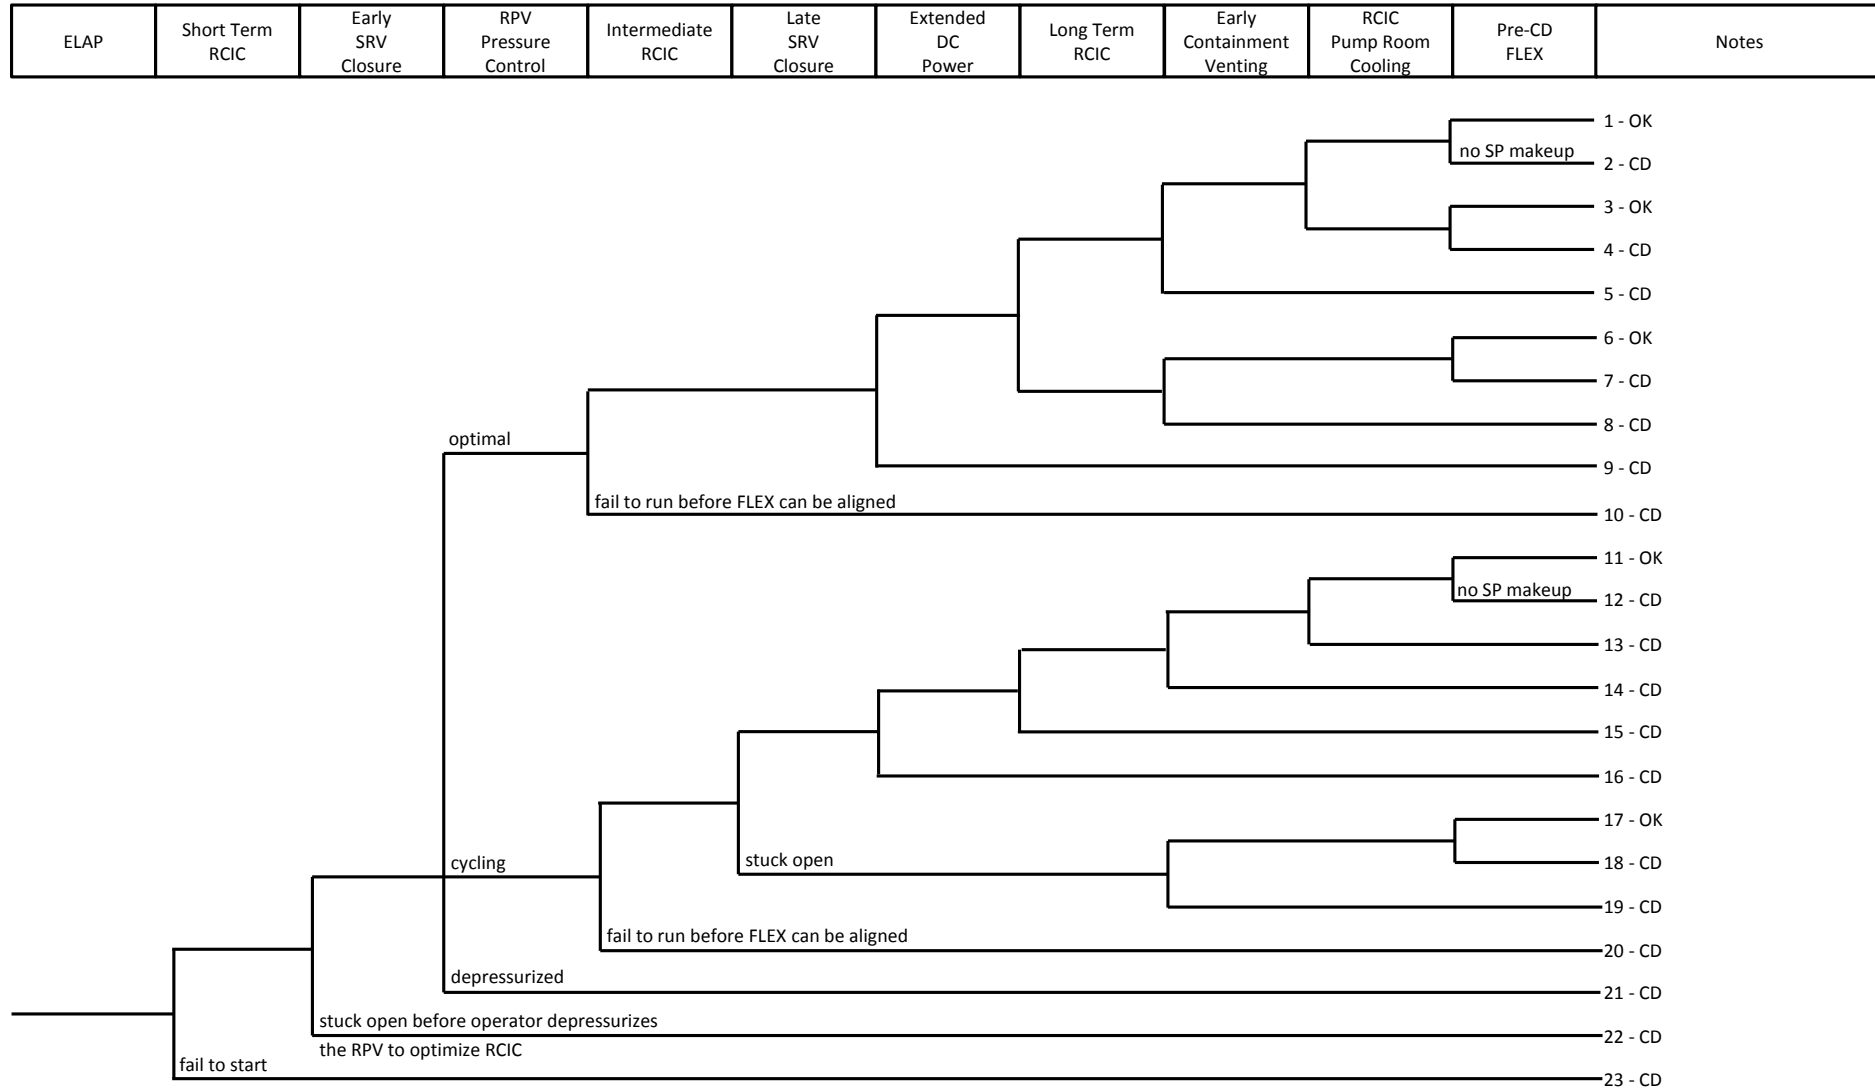 ELAP
Short Term
RCIC
Early
SRV
Closure
RPV
Pressure
Control
Intermediate
RCIC
Late
SRV
Closure
Extended
DC
Power
Long Term
RCIC
Early
Containment
Venting
RCIC
Pump Room
Cooling
Pre-CD
FLEX
Notes
1 - OK
no SP makeup
2 - CD
3 - OK
4 - CD
5 - CD
6 - OK
7 - CD
8 - CD
optimal
9 - CD
fail to run before FLEX can be aligned
10 - CD
11 - OK
no SP makeup
12 - CD
13 - CD
14 - CD
15 - CD
16 - CD
17 - OK
cycling
stuck open
18 - CD
19 - CD
fail to run before FLEX can be aligned
20 - CD
depressurized
21 - CD
stuck open before operator depressurizes
the RPV to optimize RCIC
22 - CD
fail to start
23 - CD